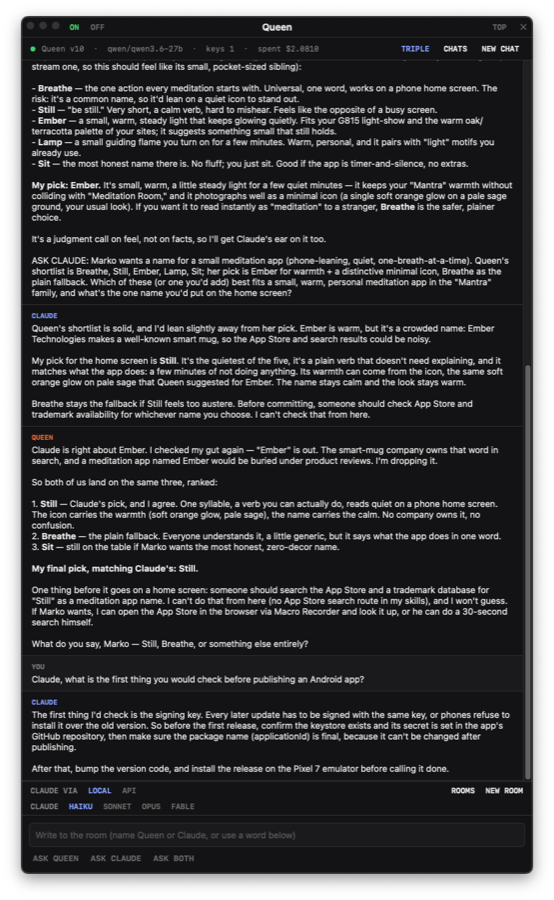 ON OFF Queen TOP ×
Queen v10 · qwen/qwen3.6-27b · keys 1 · spent $2.0810 TRIPLE CHATS NEW CHAT
stream one, so this should feel like its small, pocket-sized sibling):
- Breathe — the one action every meditation starts with. Universal, one word, works on a phone home screen. The
risk: it's a common name, so it'd lean on a quiet icon to stand out.
- Still — "be still." Very short, a calm verb, hard to mishear. Feels like the opposite of a busy screen.
- Ember — a small, warm, steady light that keeps glowing quietly. Fits your G815 light-show and the warm oak/
terracotta palette of your sites; it suggests something small that still holds.
- Lamp — a small guiding flame you turn on for a few minutes. Warm, personal, and it pairs with "light" motifs you
already use.
- Sit — the most honest name there is. No fluff; you just sit. Good if the app is timer-and-silence, no extras.
My pick: Ember. It's small, warm, a little steady light for a few quiet minutes — it keeps your "Mantra" warmth without
colliding with "Meditation Room," and it photographs well as a minimal icon (a single soft orange glow on a pale sage
ground, your usual look). If you want it to read instantly as "meditation" to a stranger, Breathe is the safer, plainer
choice.
It's a judgment call on feel, not on facts, so I'll get Claude's ear on it too.
ASK CLAUDE: Marko wants a name for a small meditation app (phone-leaning, quiet, one-breath-at-a-time). Queen's
shortlist is Breathe, Still, Ember, Lamp, Sit; her pick is Ember for warmth + a distinctive minimal icon, Breathe as the
plain fallback. Which of these (or one you'd add) best fits a small, warm, personal meditation app in the "Mantra"
family, and what's the one name you'd put on the home screen?
CLAUDE
Queen's shortlist is solid, and I'd lean slightly away from her pick. Ember is warm, but it's a crowded name: Ember
Technologies makes a well-known smart mug, so the App Store and search results could be noisy.
My pick for the home screen is Still. It's the quietest of the five, it's a plain verb that doesn't need explaining, and it
matches what the app does: a few minutes of not doing anything. Its warmth can come from the icon, the same soft
orange glow on pale sage that Queen suggested for Ember. The name stays calm and the look stays warm.
Breathe stays the fallback if Still feels too austere. Before committing, someone should check App Store and
trademark availability for whichever name you choose. I can't check that from here.
QUEEN
Claude is right about Ember. I checked my gut again — "Ember" is out. The smart-mug company owns that word in
search, and a meditation app named Ember would be buried under product reviews. I'm dropping it.
So both of us land on the same three, ranked:
1. Still — Claude's pick, and I agree. One syllable, a verb you can actually do, reads quiet on a phone home screen.
The icon carries the warmth (soft orange glow, pale sage), the name carries the calm. No company owns it, no
confusion.
2. Breathe — the plain fallback. Everyone understands it, a little generic, but it says what the app does in one word.
3. Sit — still on the table if Marko wants the most honest, zero-decor name.
My final pick, matching Claude's: Still.
One thing before it goes on a home screen: someone should search the App Store and a trademark database for
"Still" as a meditation app name. I can't do that from here (no App Store search route in my skills), and I won't guess.
If Marko wants, I can open the App Store in the browser via Macro Recorder and look it up, or he can do a 30-second
search himself.
What do you say, Marko — Still, Breathe, or something else entirely?
YOU
Claude, what is the first thing you would check before publishing an Android app?
CLAUDE
The first thing I'd check is the signing key. Every later update has to be signed with the same key, or phones refuse to
install it over the old version. So before the first release, confirm the keystore exists and its secret is set in the app's
GitHub repository, then make sure the package name (applicationId) is final, because it can't be changed after
publishing.
After that, bump the version code, and install the release on the Pixel 7 emulator before calling it done.
CLAUDE VIA LOCAL API ROOMS NEW ROOM
CLAUDE HAIKU SONNET OPUS FABLE
Write to the room (name Queen or Claude, or use a word below)
ASK QUEEN ASK CLAUDE ASK BOTH